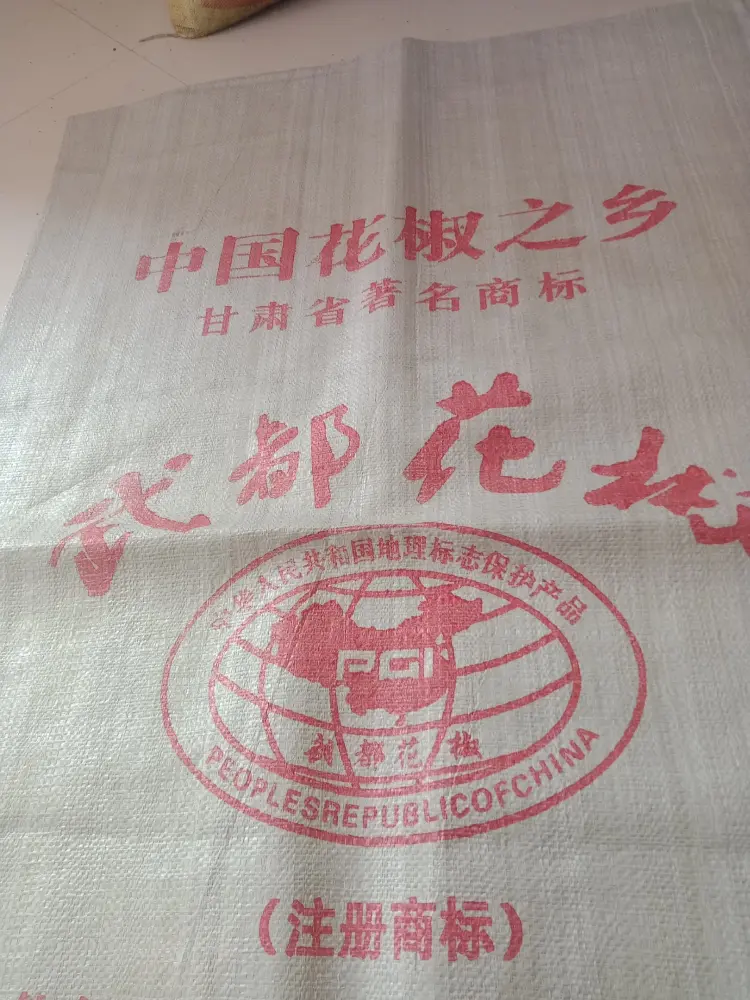 中国花椒之乡
甘肃省著名商标
武都花椒
中华人民共和国地理标志保护产品
PGI
武都花椒
PEOPLESREPUBLICOFCHINA
（注册商标）